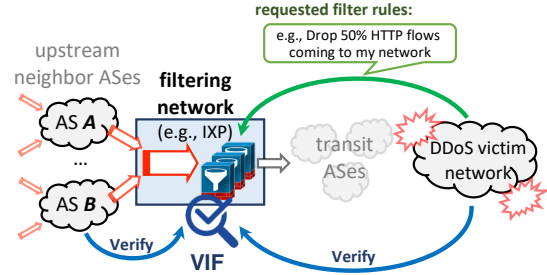 requested filter rules:
e.g., Drop 50% HTTP flows
coming to my network
upstream
neighbor ASes
filtering
network
(e.g., IXP)
AS A
...
AS B
transit
ASes
DDoS victim
network
Verify
VIF
Verify